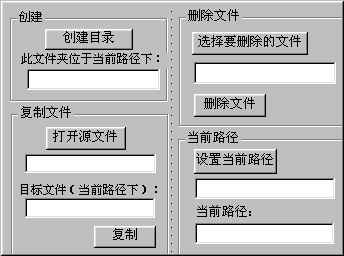 创建
创建目录
此文件夹位于当前路径下：
复制文件
打开源文件
目标文件(当前路径下)：
复制
删除文件
选择要删除的文件
删除文件
当前路径
设置当前路径
当前路径：